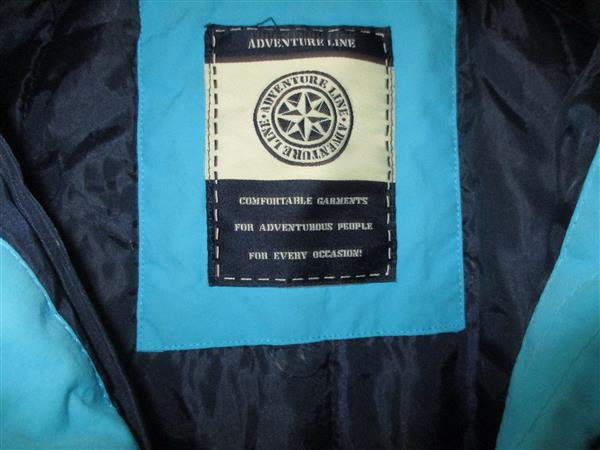 ADVENTURE LINE
·ADVENTURE LINE·
ADVENTURE LINE
COMFORTABLE GARMENTS
FOR ADVENTUROUS PEOPLE
FOR EVERY OCCASION!